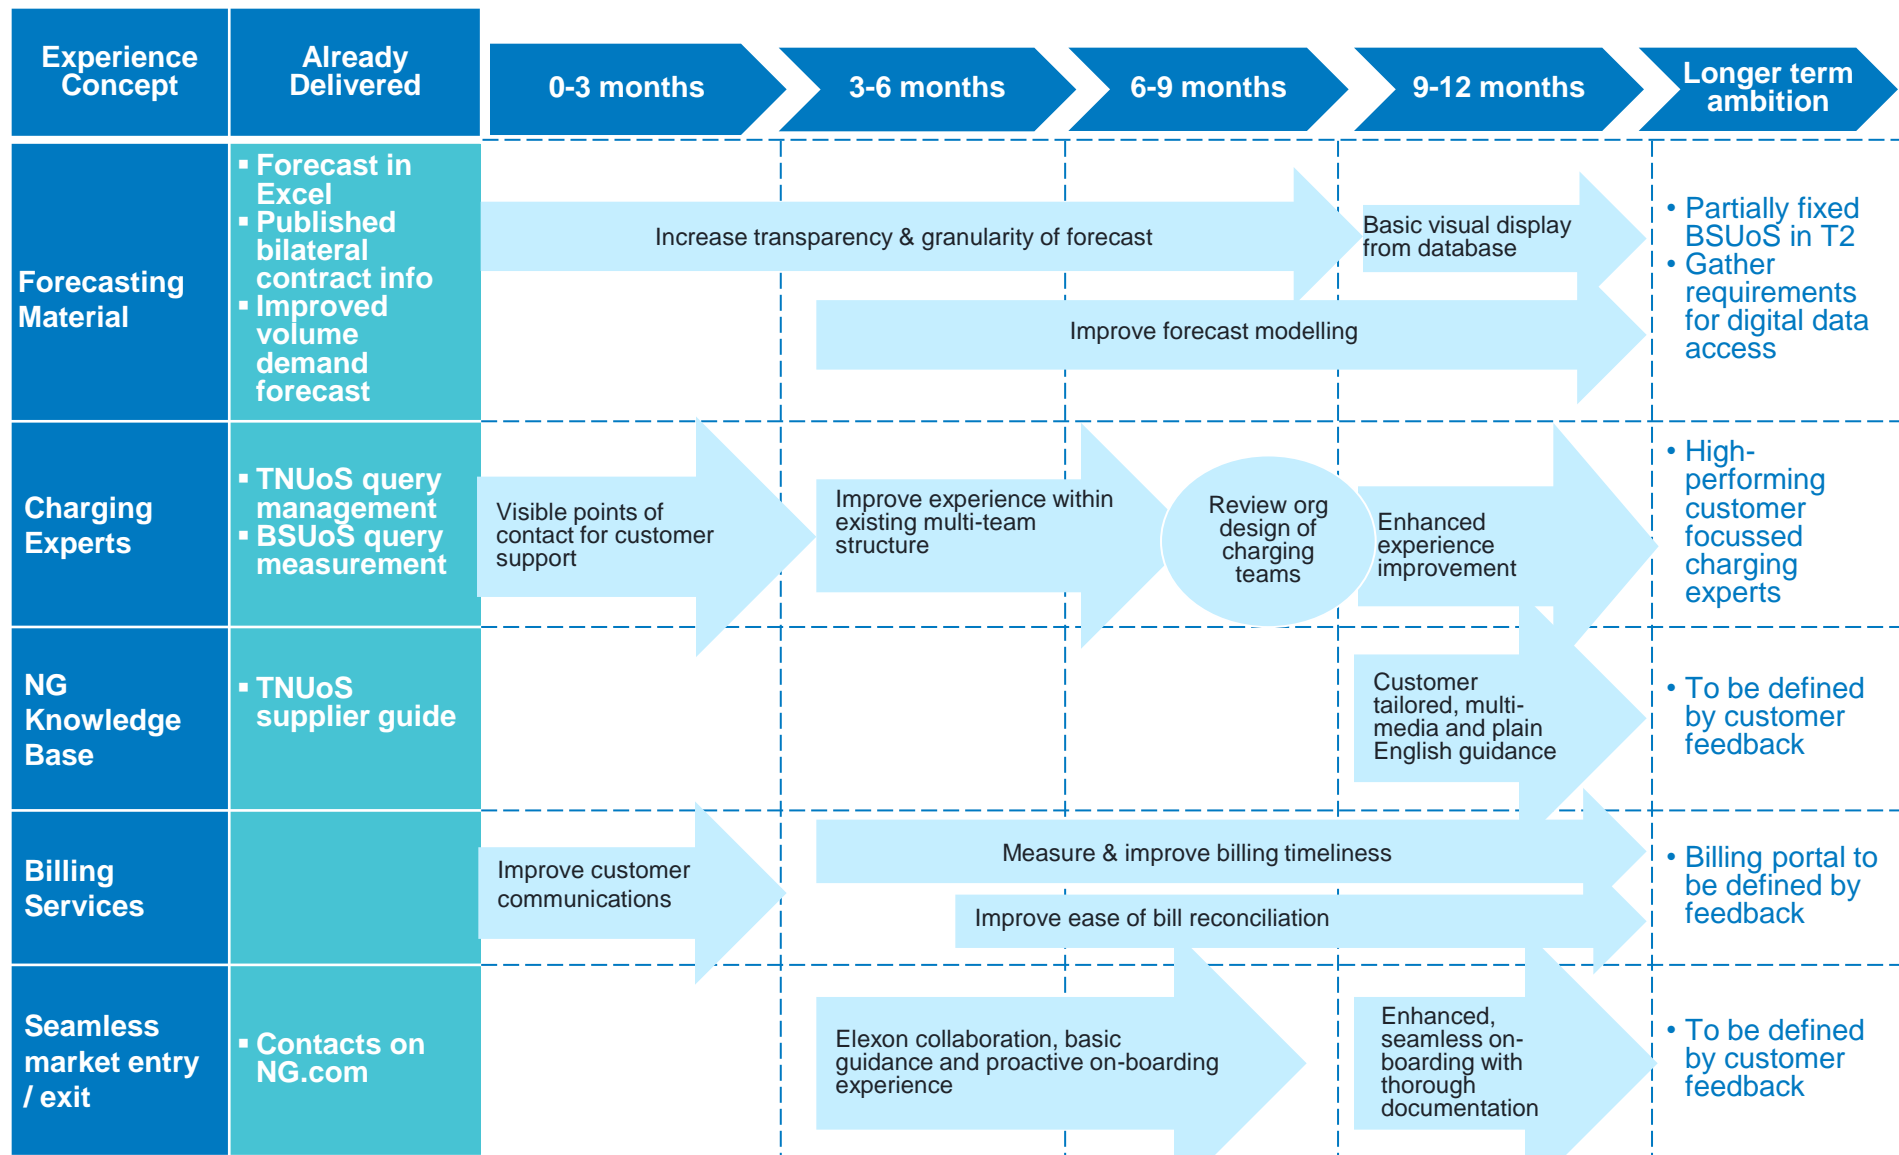 Experience
Concept
Already
Delivered
0-3 months
3-6 months
6-9 months
9-12 months
Longer term
ambition
Forecasting
Material
▪ Forecast in
Excel
▪ Published
bilateral
contract info
▪ Improved
volume
demand
forecast
Increase transparency & granularity of forecast
Basic visual display
from database
Improve forecast modelling
• Partially fixed
BSUoS in T2
• Gather
requirements
for digital data
access
Charging
Experts
▪ TNUoS query
management
▪ BSUoS query
measurement
Visible points of
contact for customer
support
Improve experience within
existing multi-team
structure
Review org
design of
charging
teams
Enhanced
experience
improvement
• High-
performing
customer
focussed
charging
experts
NG
Knowledge
Base
▪ TNUoS
supplier guide
Customer
tailored, multi-
media and plain
English guidance
• To be defined
by customer
feedback
Billing
Services
Improve customer
communications
Measure & improve billing timeliness
Improve ease of bill reconciliation
• Billing portal to
be defined by
feedback
Seamless
market entry
/ exit
▪ Contacts on
NG.com
Elexon collaboration, basic
guidance and proactive on-boarding
experience
Enhanced,
seamless on-
boarding with
thorough
documentation
• To be defined
by customer
feedback